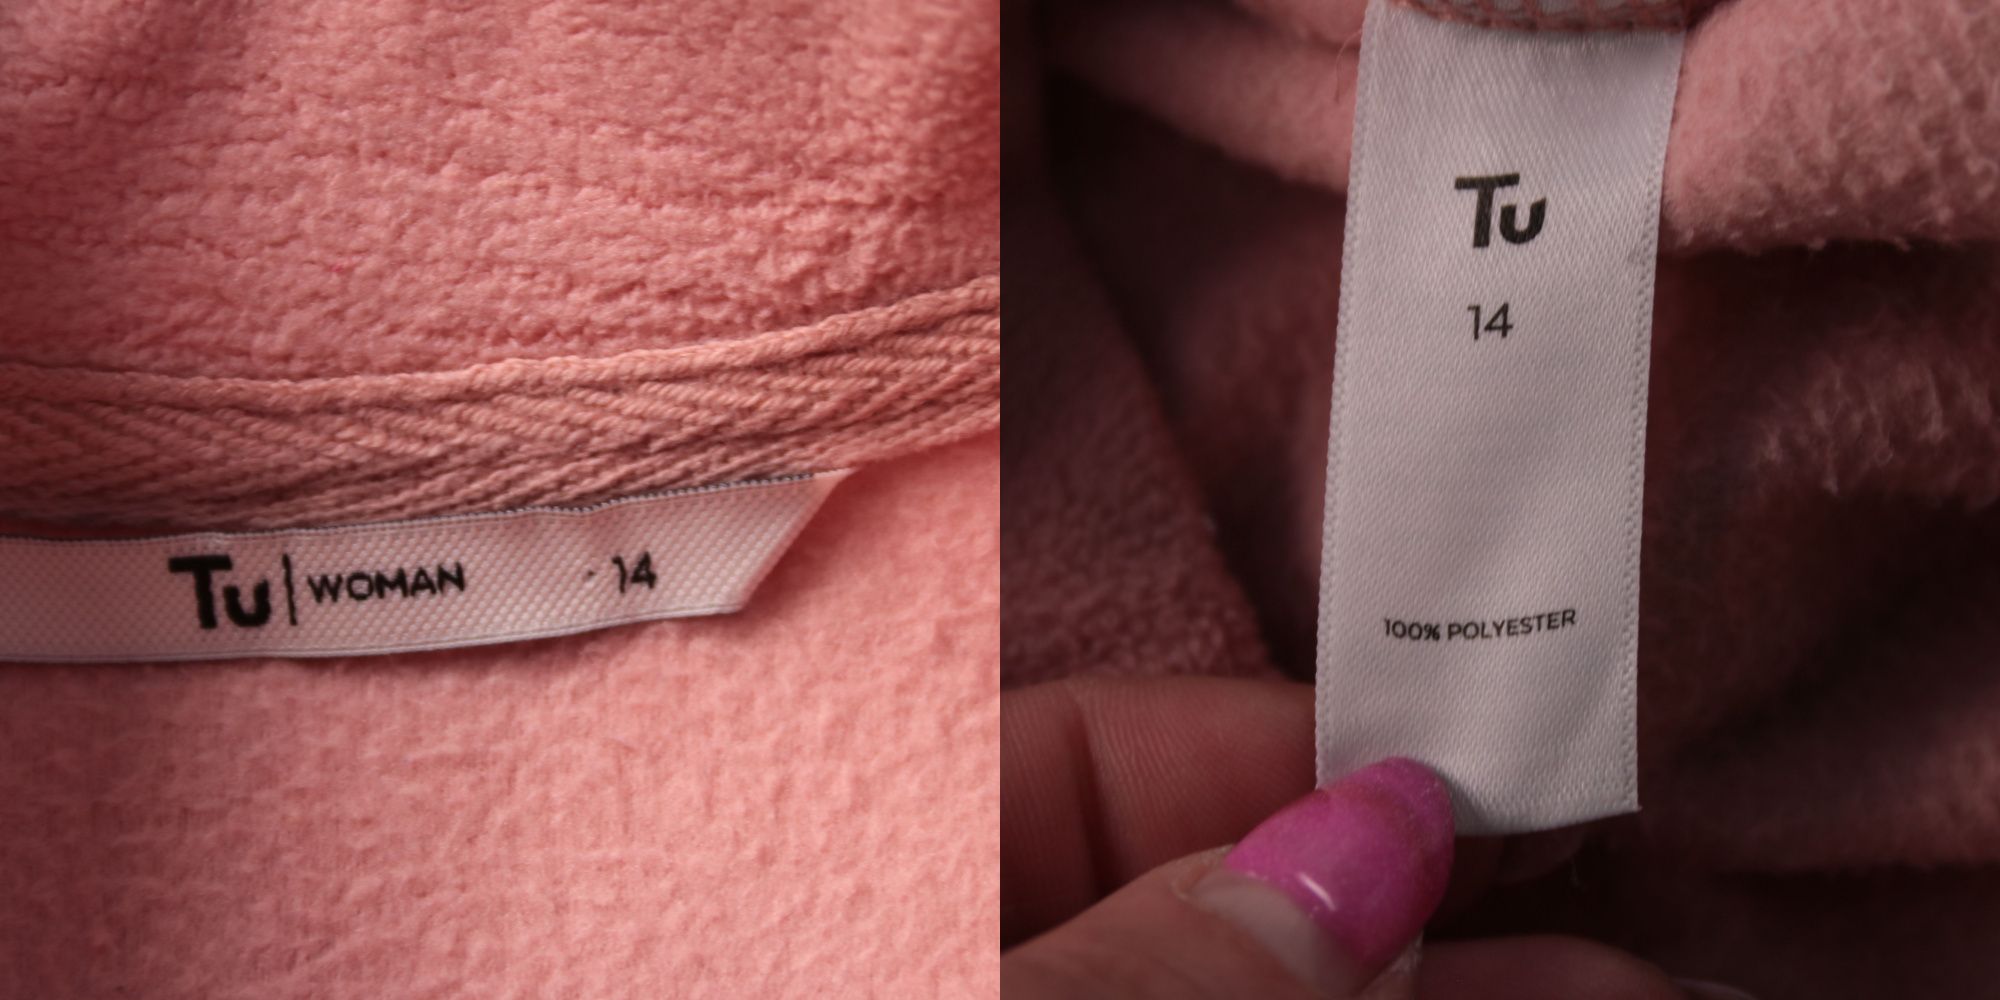 Tu | WOMAN - 14
Tu
14
100% POLYESTER